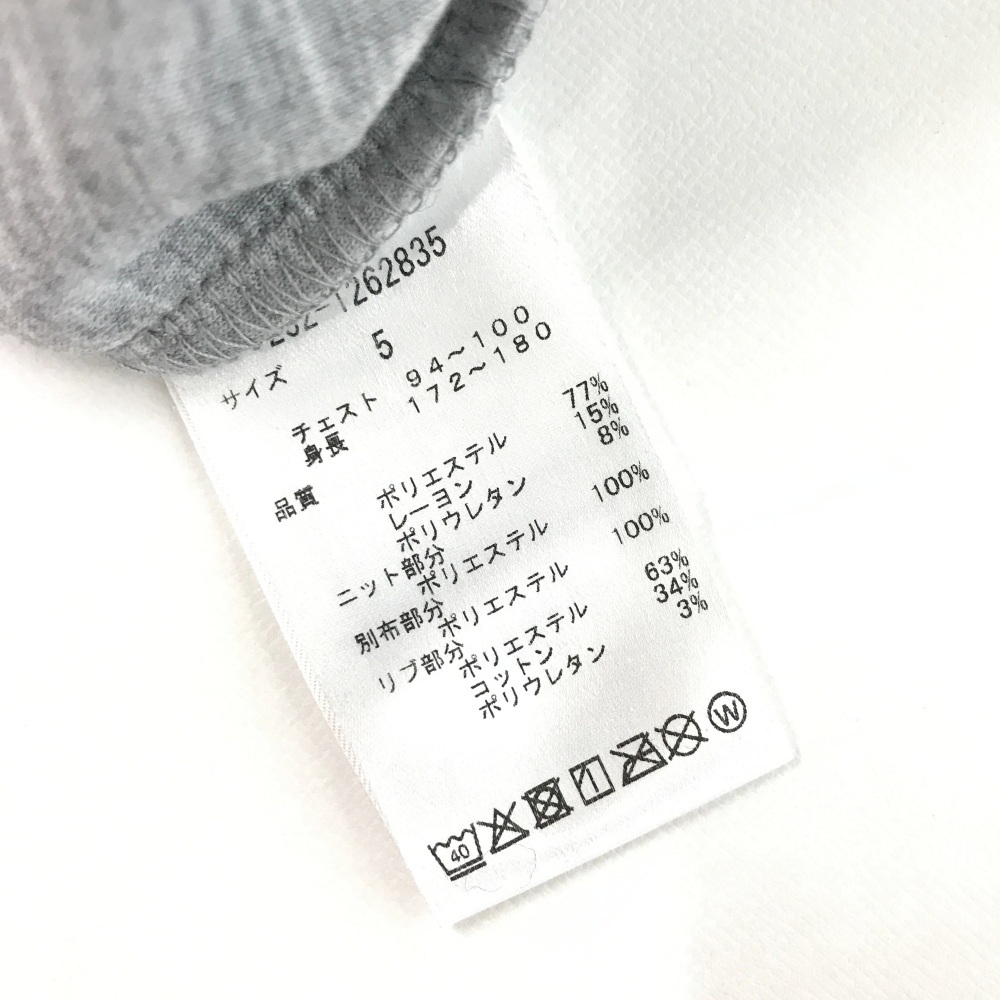 262-1262835
サイズ 5
チェスト 94～100
身長 172～180
品質 ポリエステル 77%
レーヨン 15%
ポリウレタン 8%
ニット部分
ポリエステル 100%
別布部分
ポリエステル 100%
リブ部分
ポリエステル 63%
コットン 34%
ポリウレタン 3%
40 W